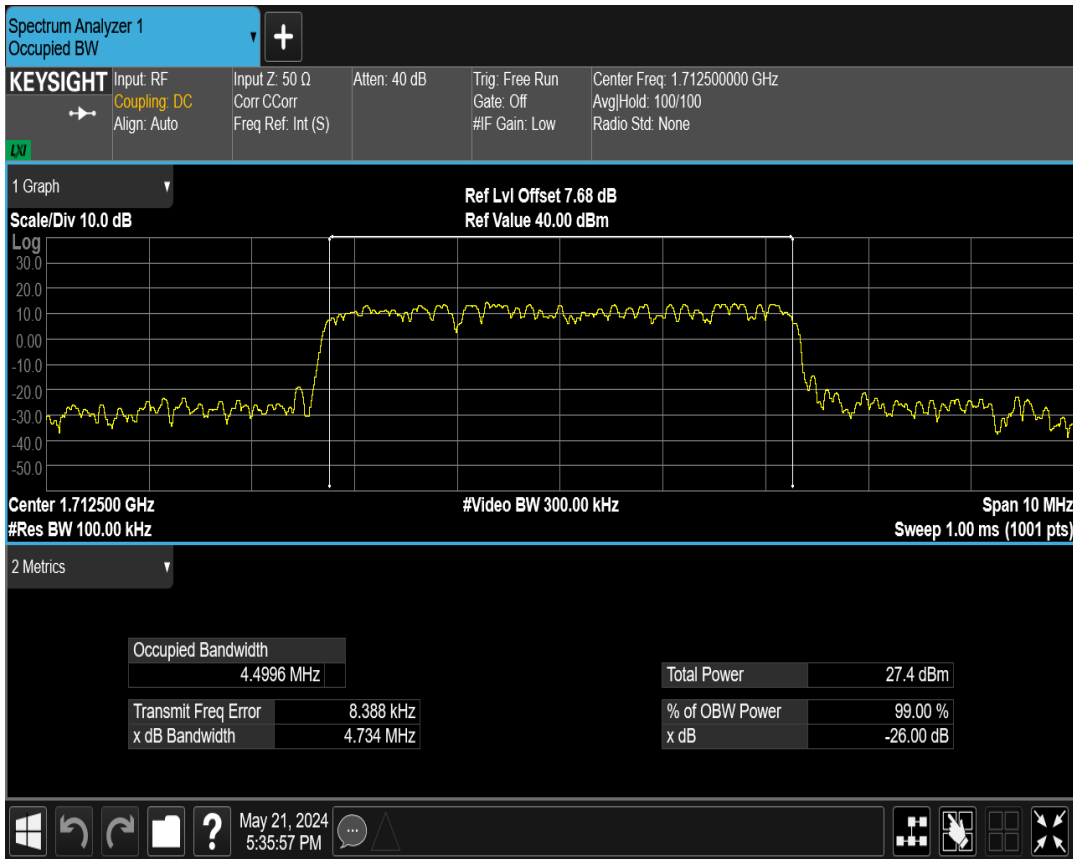 Spectrum Analyzer 1
Occupied BW
+
KEYSIGHT
LXI
Input: RF
Coupling: DC
Align: Auto
Input Z: 50 Ω
Corr CCorr
Freq Ref: Int (S)
Atten: 40 dB
Trig: Free Run
Gate: Off
#IF Gain: Low
Center Freq: 1.712500000 GHz
Avg|Hold: 100/100
Radio Std: None
1 Graph
Scale/Div 10.0 dB
Ref Lvl Offset 7.68 dB
Ref Value 40.00 dBm
Log
30.0
20.0
10.0
0.00
-10.0
-20.0
-30.0
-40.0
-50.0
Center 1.712500 GHz
#Video BW 300.00 kHz
Span 10 MHz
#Res BW 100.00 kHz
Sweep 1.00 ms (1001 pts)
2 Metrics
Occupied Bandwidth
4.4996 MHz
Total Power 27.4 dBm
Transmit Freq Error 8.388 kHz
% of OBW Power 99.00 %
x dB Bandwidth 4.734 MHz
x dB -26.00 dB
?
May 21, 2024
5:35:57 PM